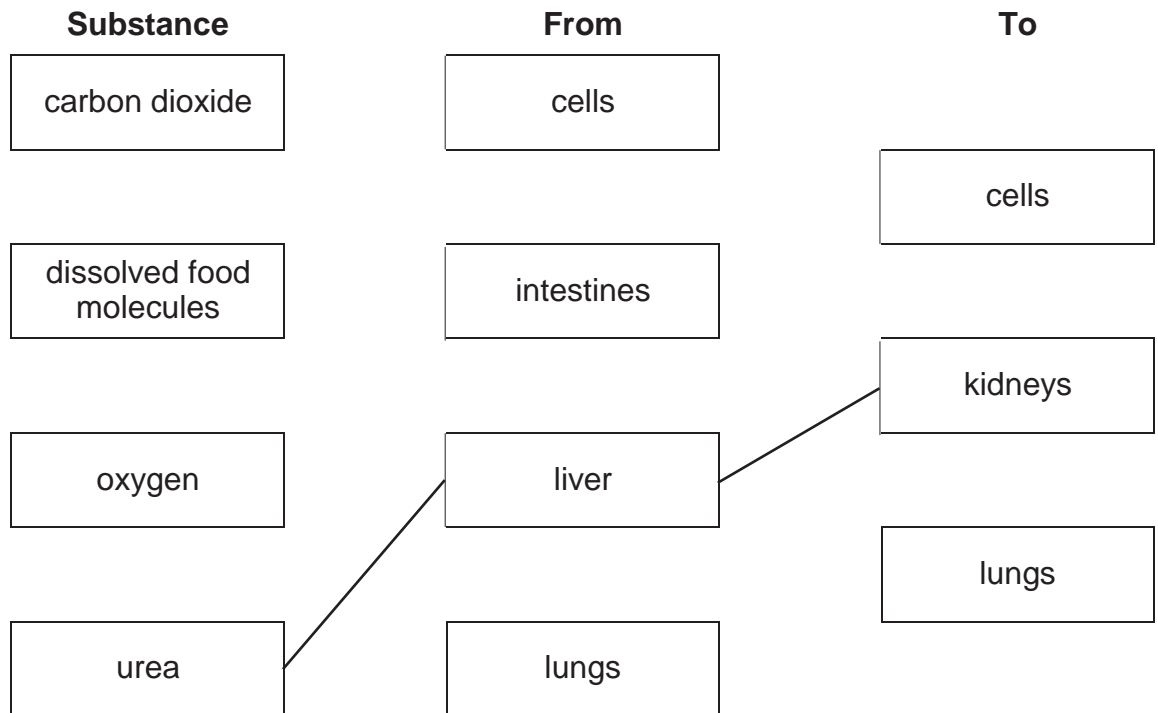 Substance From To
carbon dioxide cells
cells
dissolved food
molecules
intestines
kidneys
oxygen liver
lungs
urea lungs